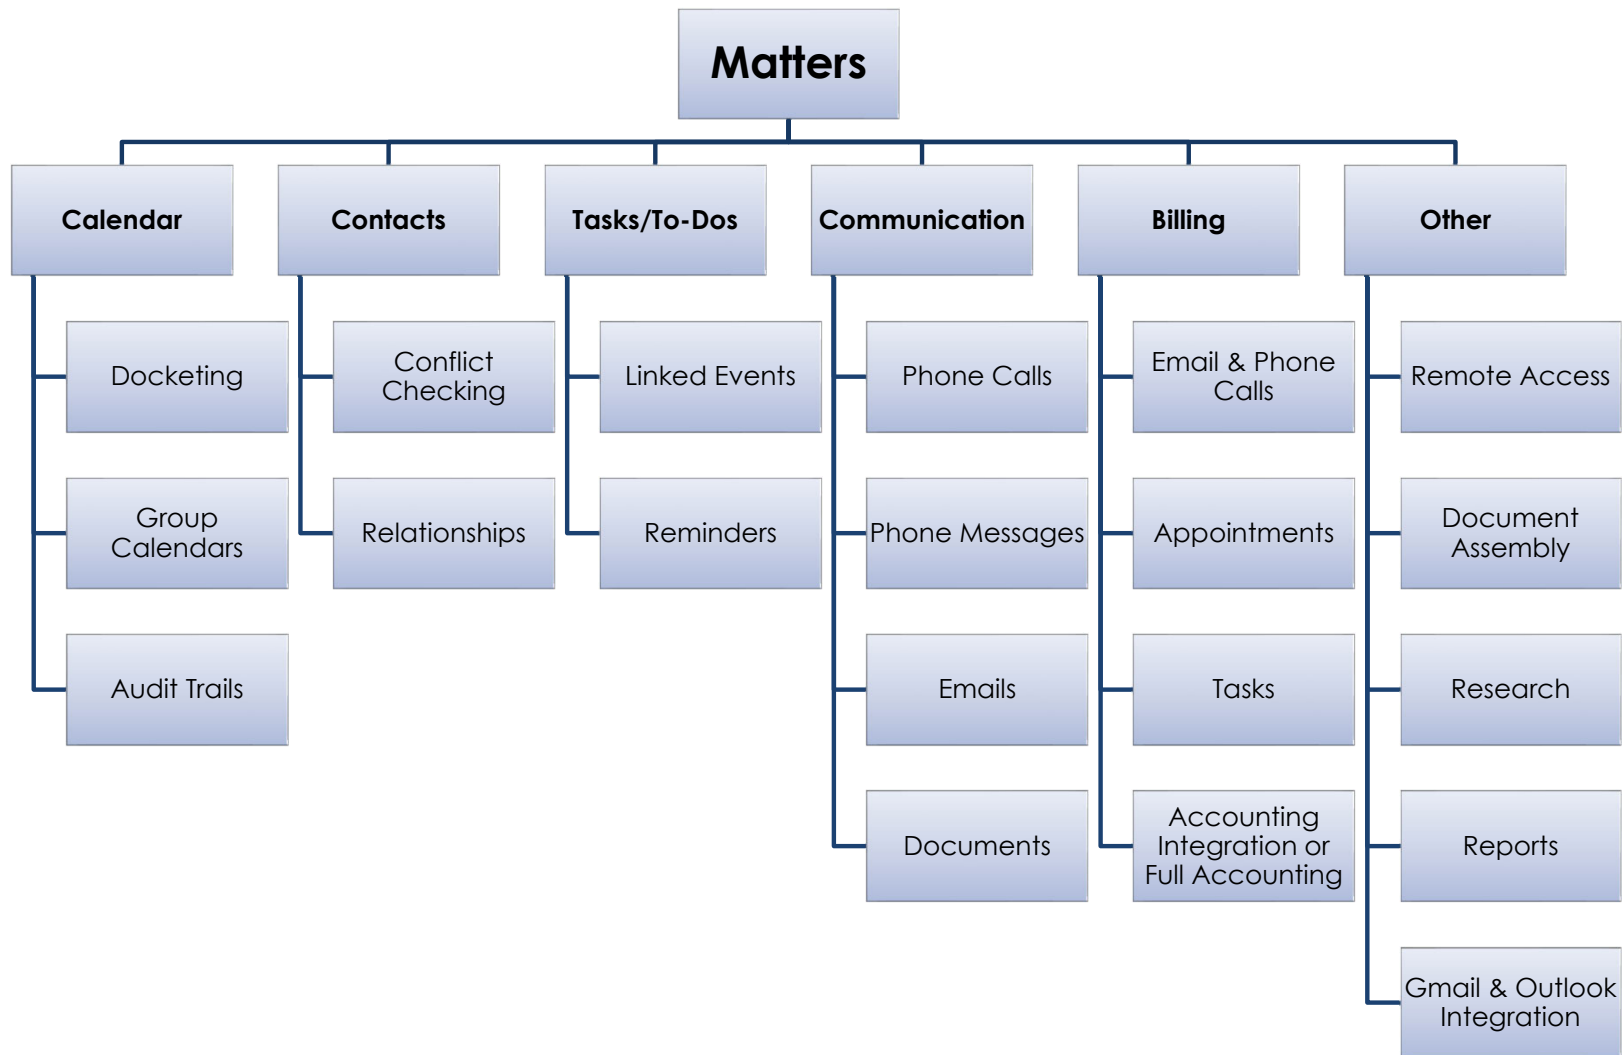 Matters
Calendar
Contacts
Tasks/To-Dos
Communication
Billing
Other
Docketing
Group
Calendars
Audit Trails
Conflict
Checking
Relationships
Linked Events
Reminders
Phone Calls
Phone Messages
Emails
Documents
Email & Phone
Calls
Appointments
Tasks
Accounting
Integration or
Full Accounting
Remote Access
Document
Assembly
Research
Reports
Gmail & Outlook
Integration